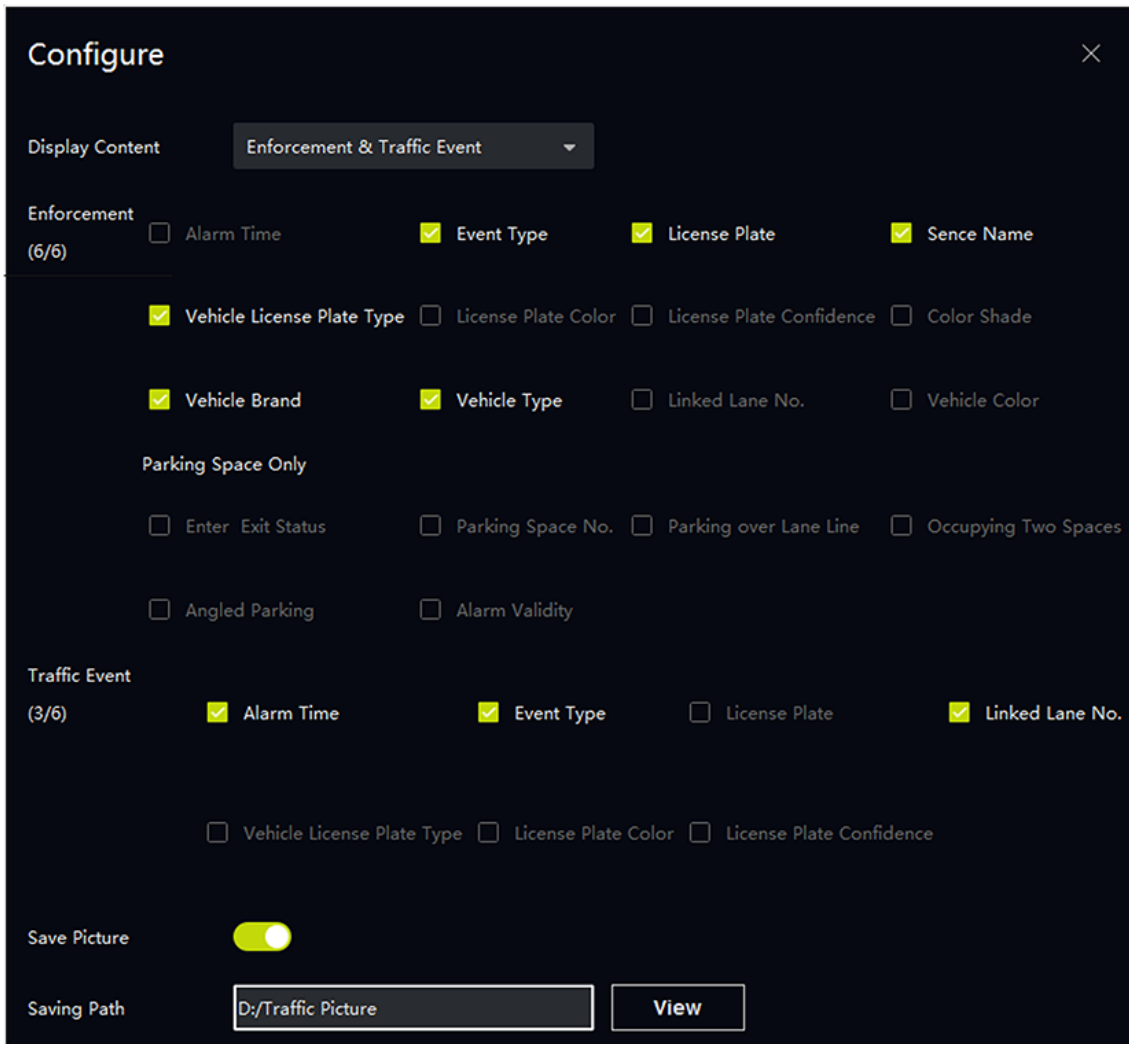 Configure
Display Content Enforcement & Traffic Event
Enforcement
(6/6)
Alarm Time Event Type License Plate Sence Name
Vehicle License Plate Type License Plate Color License Plate Confidence Color Shade
Vehicle Brand Vehicle Type Linked Lane No. Vehicle Color
Parking Space Only
Enter  Exit Status Parking Space No. Parking over Lane Line Occupying Two Spaces
Angled Parking Alarm Validity
Traffic Event
(3/6)
Alarm Time Event Type License Plate Linked Lane No.
Vehicle License Plate Type License Plate Color License Plate Confidence
Save Picture
Saving Path D:/Traffic Picture View